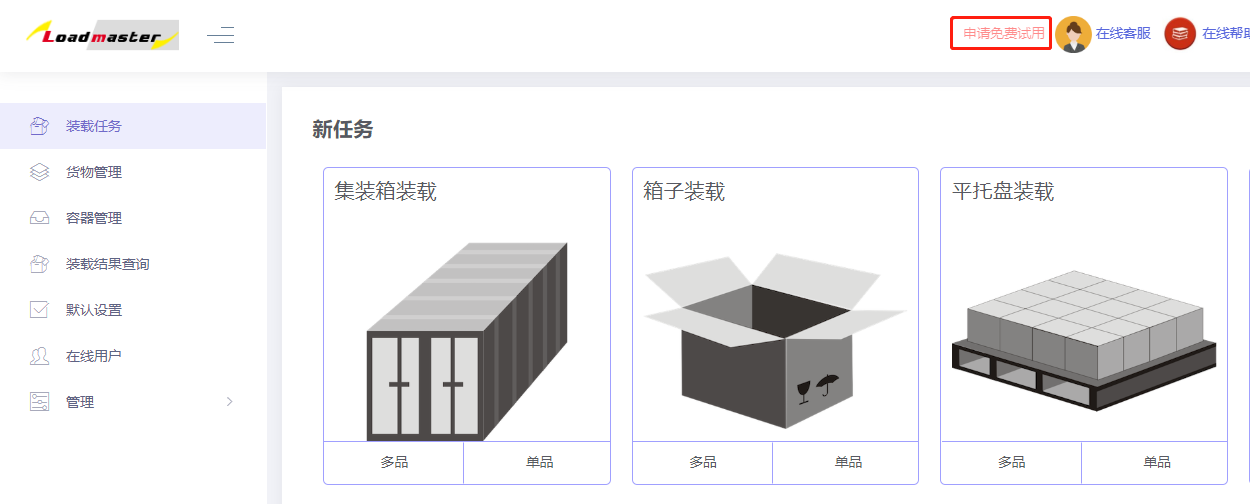 Loadmaster
申请免费试用
在线客服
在线帮助
装载任务
货物管理
容器管理
装载结果查询
默认设置
在线用户
管理
新任务
集装箱装载
箱子装载
平托盘装载
多品
单品
多品
单品
多品
单品